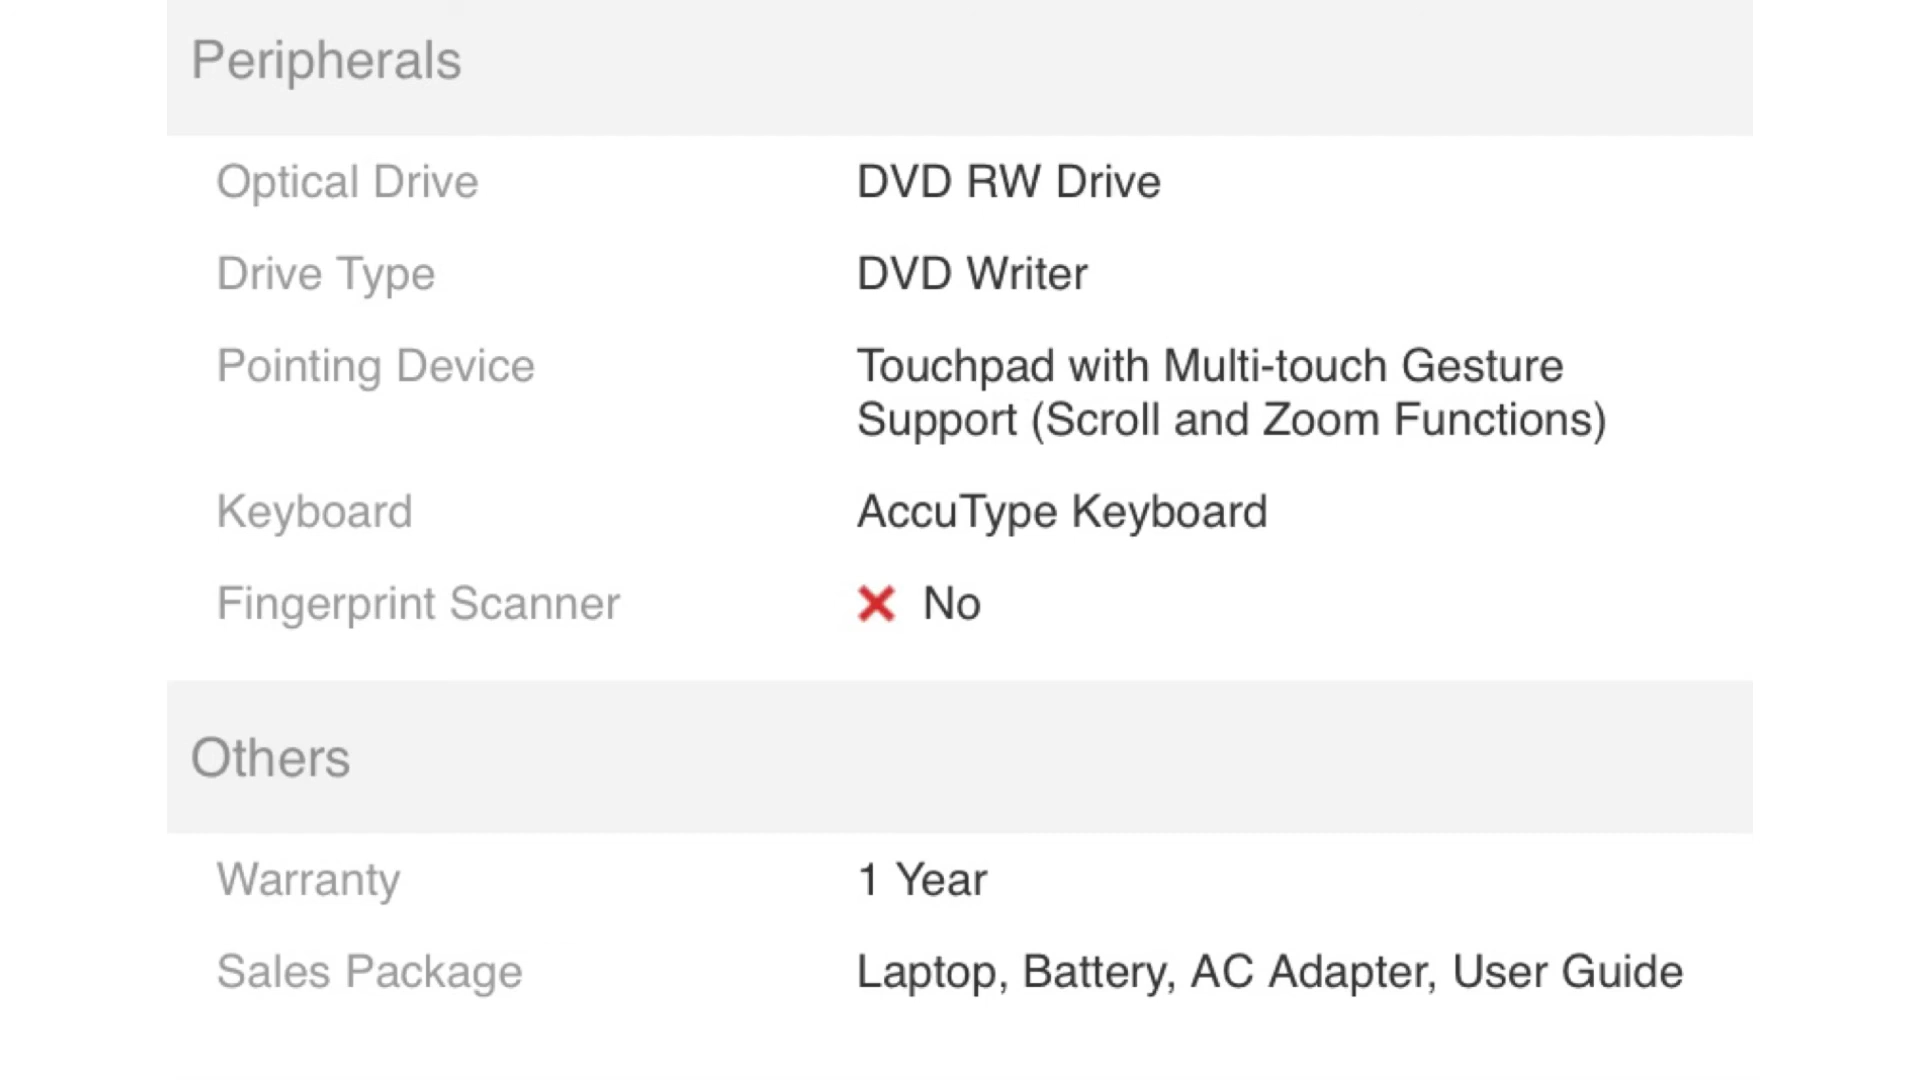 Peripherals
Optical Drive DVD RW Drive
Drive Type DVD Writer
Pointing Device Touchpad with Multi-touch Gesture
Support (Scroll and Zoom Functions)
Keyboard AccuType Keyboard
Fingerprint Scanner No
Others
Warranty 1 Year
Sales Package Laptop, Battery, AC Adapter, User Guide